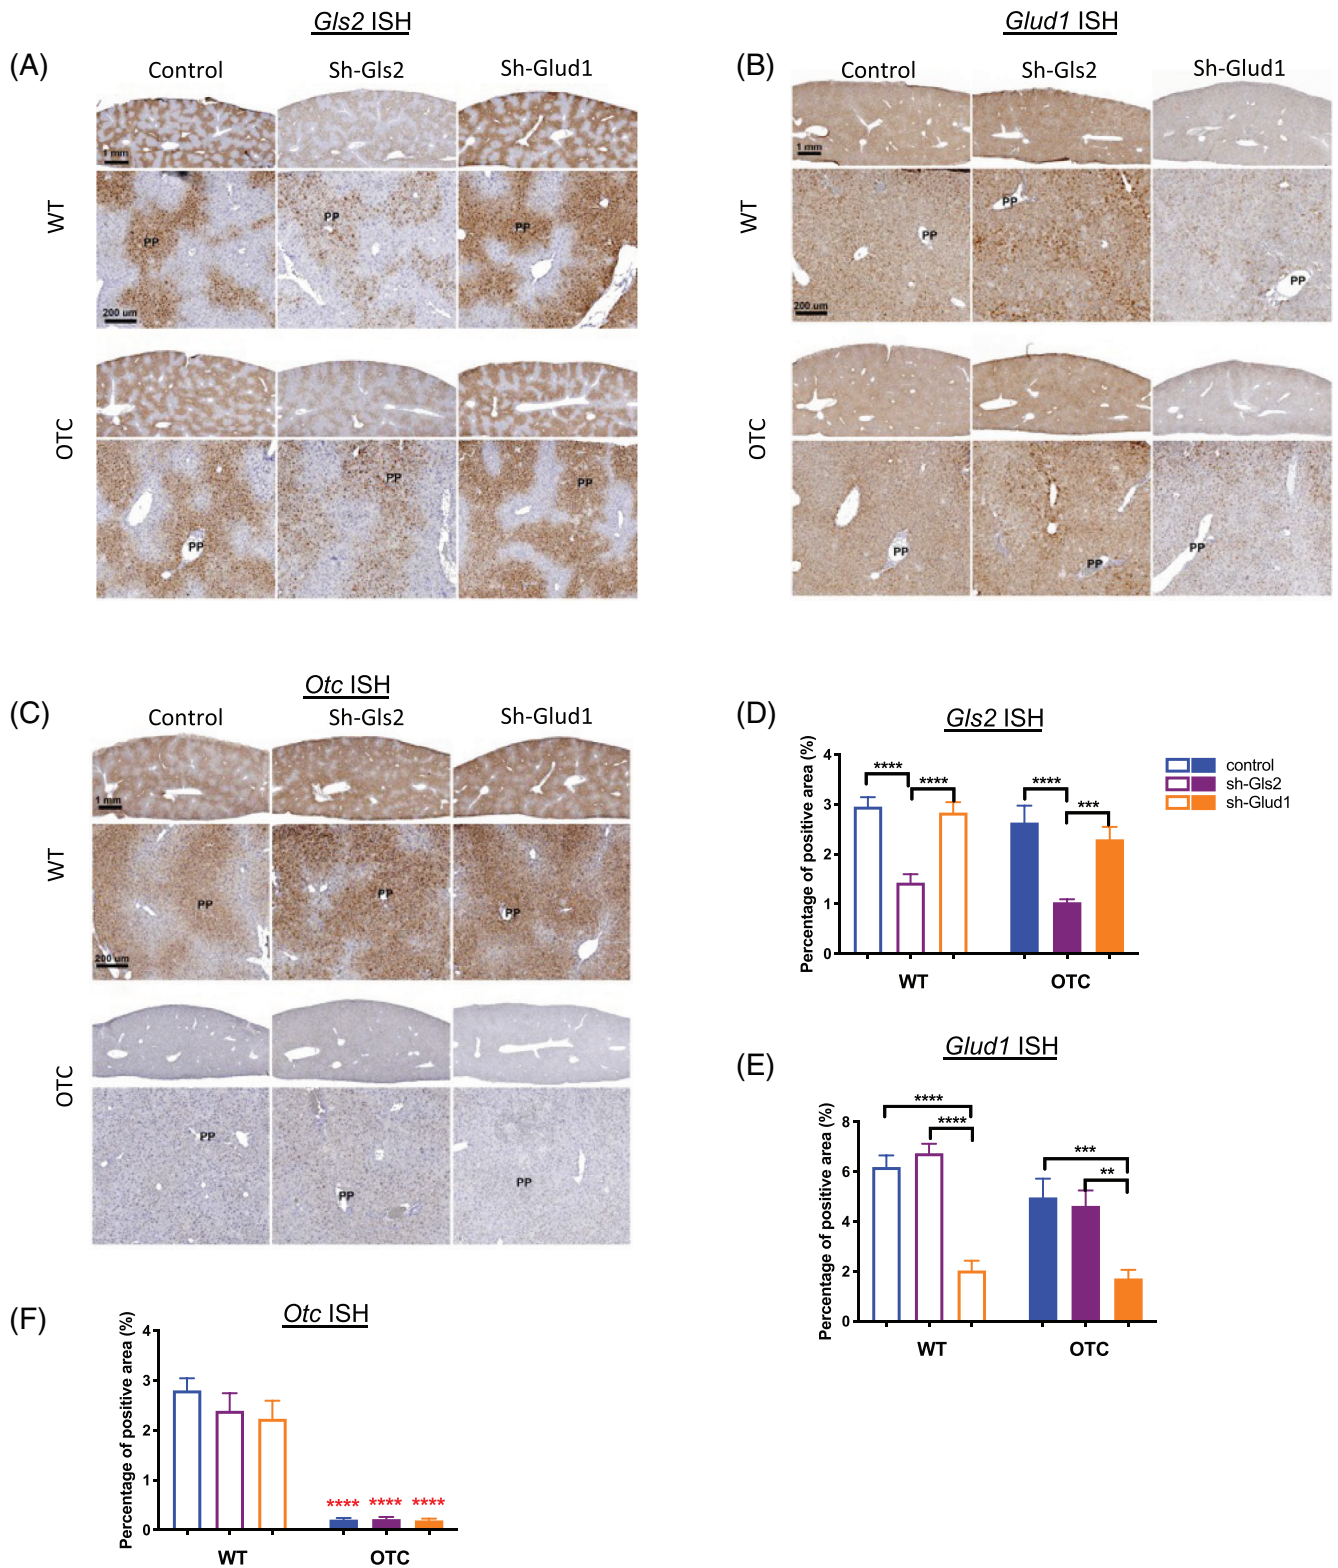 Gls2 ISH
(A)
Control Sh-Gls2 Sh-Glud1
1 mm
WT
PP PP PP
200 um
OTC
PP PP PP
Glud1 ISH
(B)
Control Sh-Gls2 Sh-Glud1
1 mm
WT
PP PP PP
200 um
OTC
PP PP PP
Otc ISH
(C)
Control Sh-Gls2 Sh-Glud1
1 mm
WT
PP PP PP
200 um
OTC
PP PP PP
(D)
Gls2 ISH
Percentage of positive area (%)
4
3
2
1
0
**** **** **** ***
WT OTC
control
sh-Gls2
sh-Glud1
(E)
Glud1 ISH
Percentage of positive area (%)
8
6
4
2
0
**** **** *** **
WT OTC
(F)
Otc ISH
Percentage of positive area (%)
4
3
2
1
0
**** **** ****
WT OTC